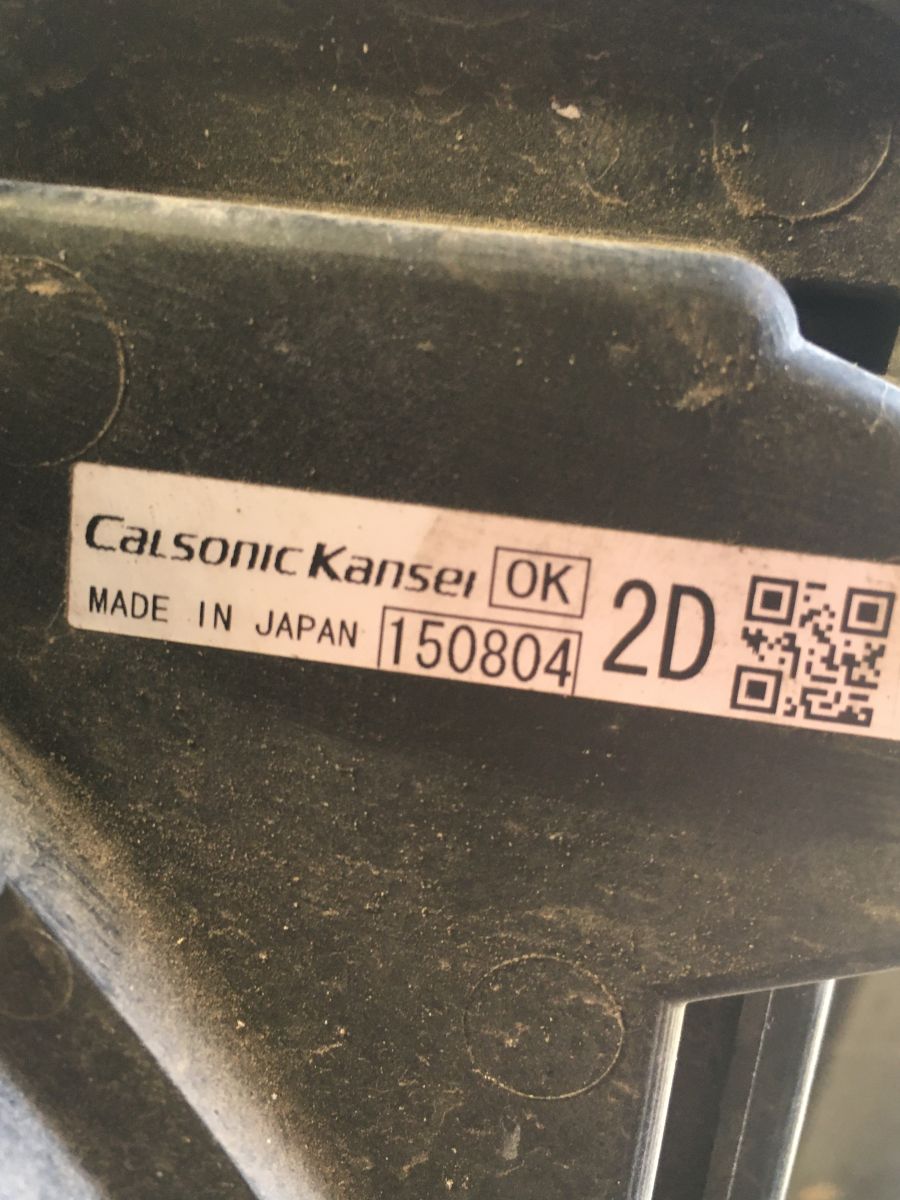 CalsonicKansei OK 2D
MADE IN JAPAN 150804